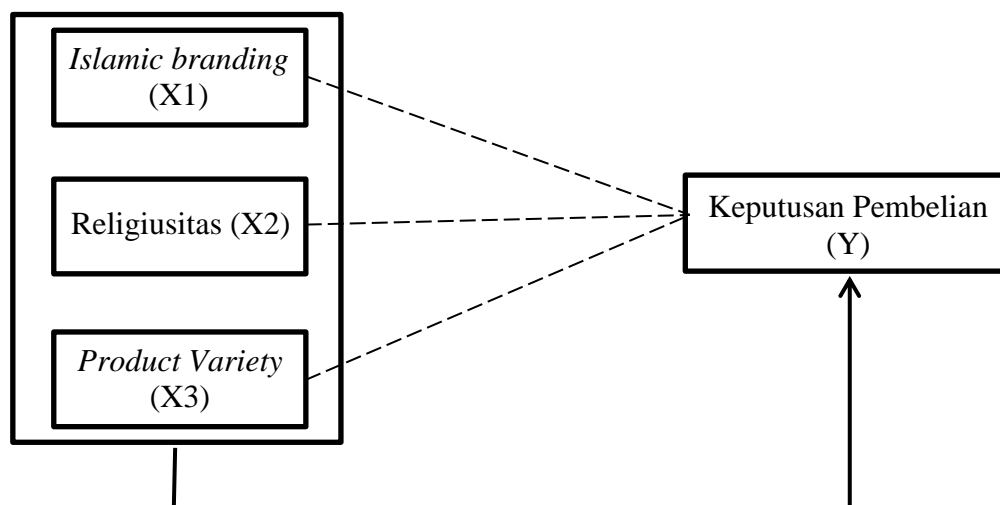 Islamic branding
(X1)
Religiusitas (X2)
Keputusan Pembelian
(Y)
Product Variety
(X3)